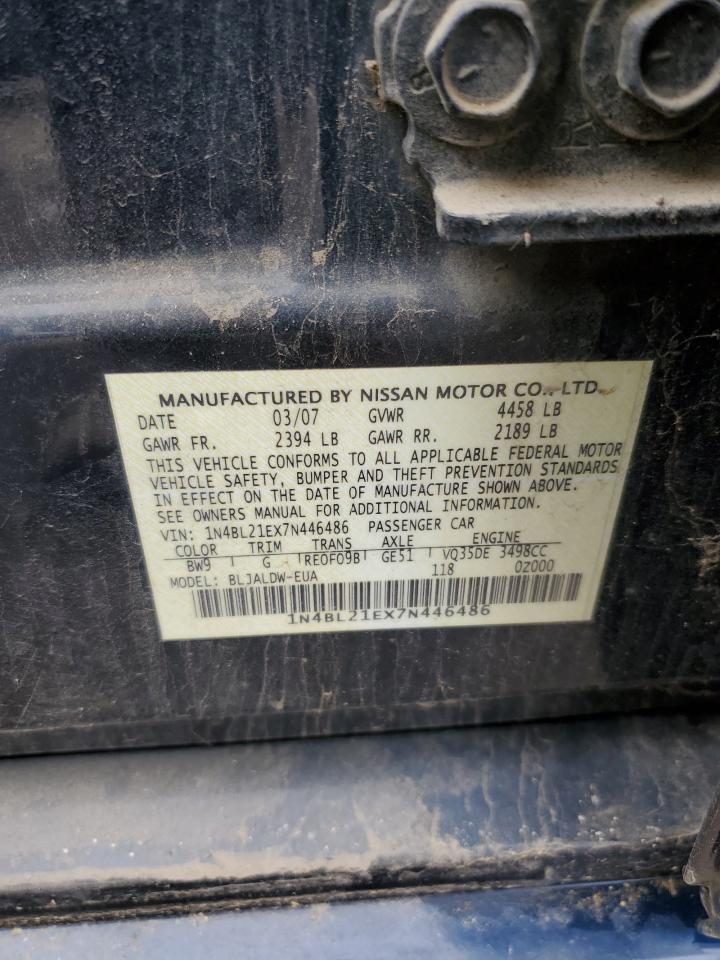 MANUFACTURED BY NISSAN MOTOR CO., LTD.
DATE 03/07 GVWR 4458 LB
GAWR FR. 2394 LB GAWR RR. 2189 LB
THIS VEHICLE CONFORMS TO ALL APPLICABLE FEDERAL MOTOR
VEHICLE SAFETY, BUMPER AND THEFT PREVENTION STANDARDS
IN EFFECT ON THE DATE OF MANUFACTURE SHOWN ABOVE.
SEE OWNERS MANUAL FOR ADDITIONAL INFORMATION.
VIN: 1N4BL21EX7N446486 PASSENGER CAR
COLOR TRIM TRANS AXLE ENGINE
BW9 G RE0F09B GE51 VQ35DE 3498CC
MODEL: BLJALDW-EUA 118 0Z000
1N4BL21EX7N446486